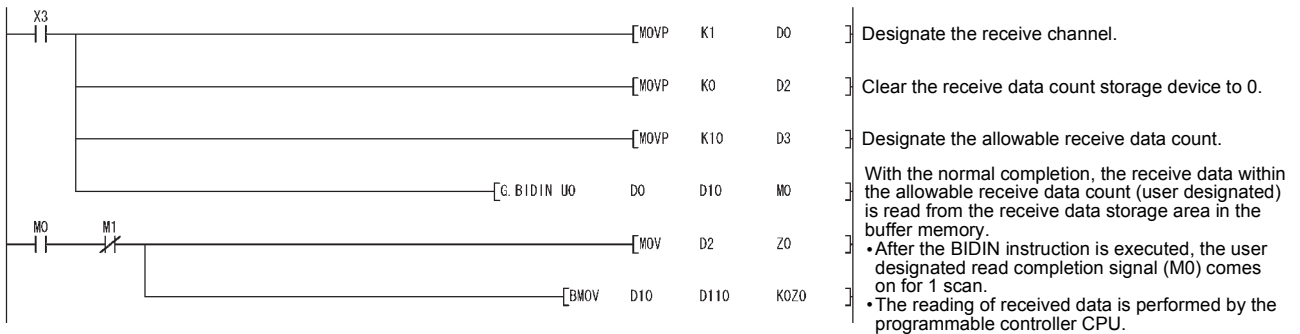 X3
[MOVP K1 D0 ] Designate the receive channel.
[MOVP K0 D2 ] Clear the receive data count storage device to 0.
[MOVP K10 D3 ] Designate the allowable receive data count.
[G.BIDIN U0 D0 D10 M0 ]
With the normal completion, the receive data within
the allowable receive data count (user designated)
is read from the receive data storage area in the
buffer memory.
M0 M1
[MOV D2 Z0 ]
•After the BIDIN instruction is executed, the user
designated read completion signal (M0) comes
on for 1 scan.
[BMOV D10 D110 K0Z0 ]
•The reading of received data is performed by the
programmable controller CPU.